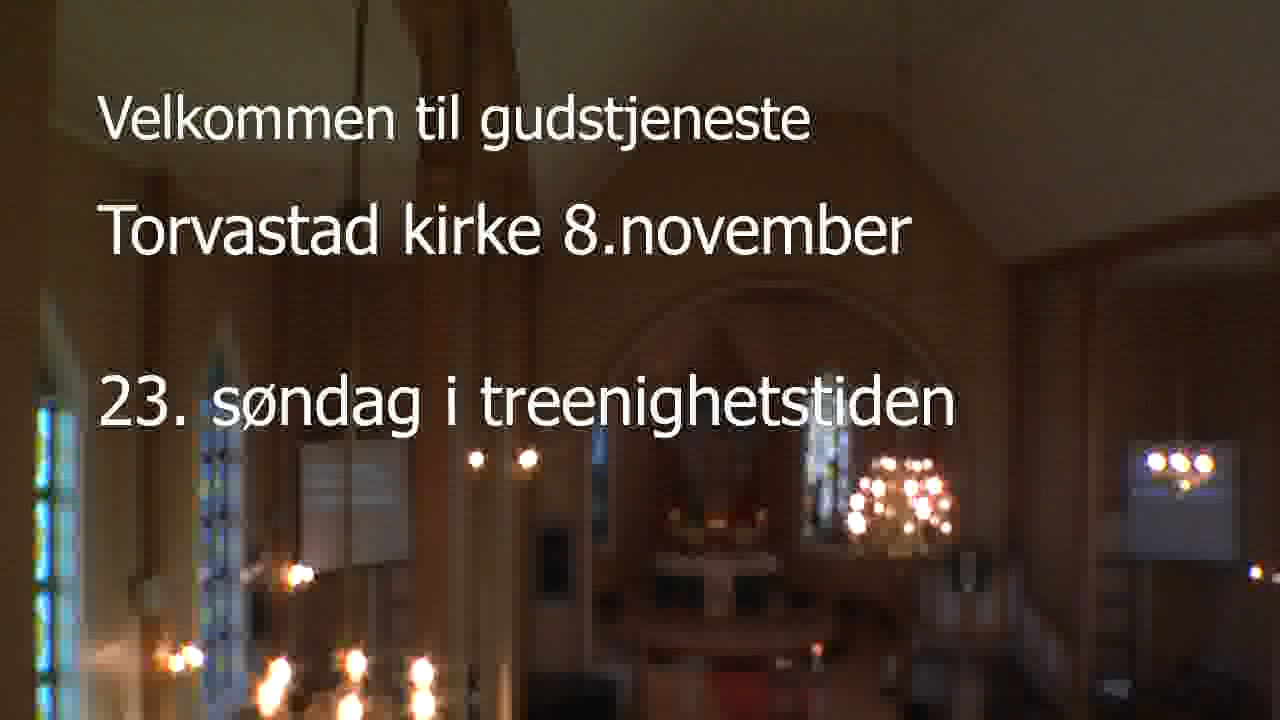 Velkommen til gudstjeneste
Torvastad kirke 8.november
23. søndag i treenighetstiden